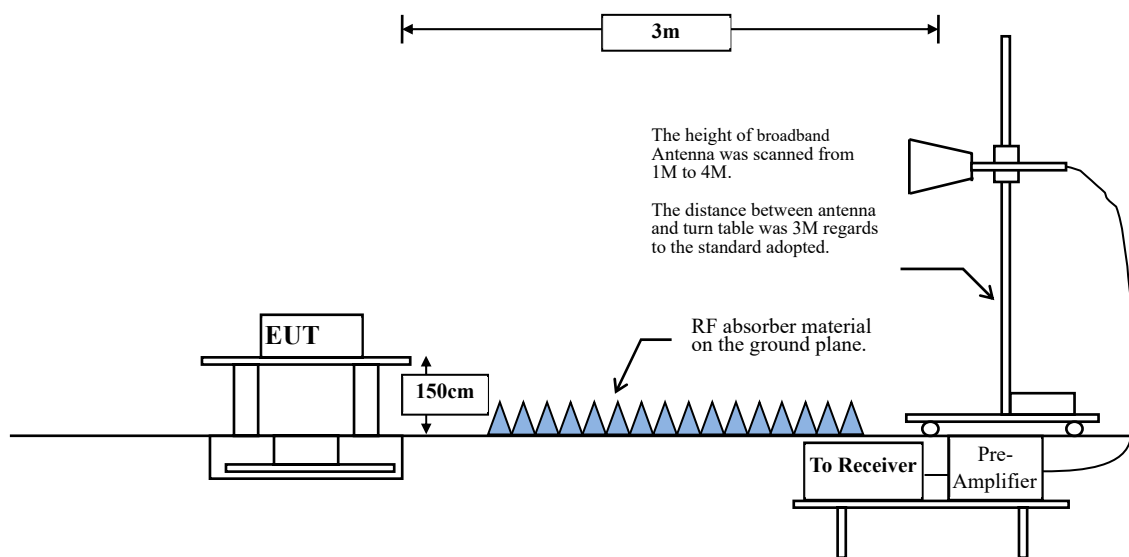 3m
The height of broadband
Antenna was scanned from
1M to 4M.
The distance between antenna
and turn table was 3M regards
to the standard adopted.
EUT
RF absorber material
on the ground plane.
150cm
To Receiver
Pre-
Amplifier